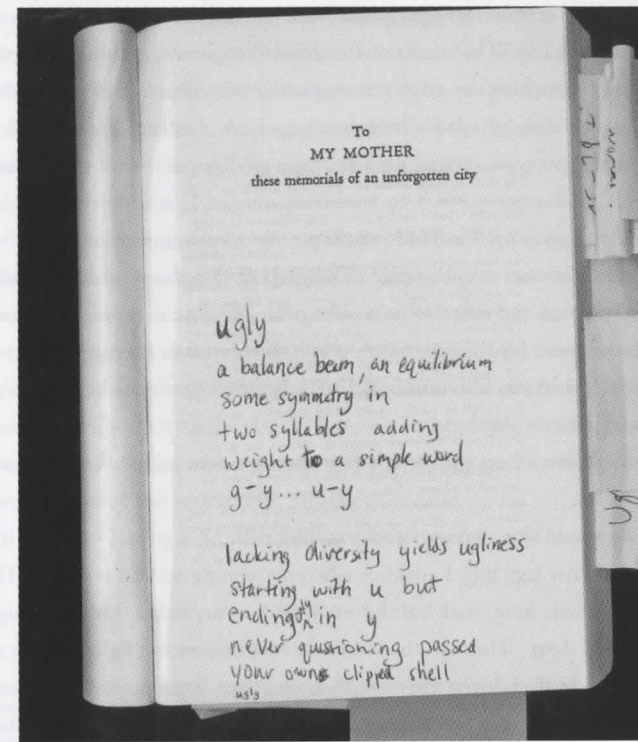 To
MY MOTHER
these memorials of an unforgotten city
ugly
a balance beam, an equilibrium
some symmetry in
two syllables adding
weight to a simple word
g-y... u-y
lacking diversity yields ugliness
starting with u but
ending in y
never qusnioning passed
your own clipped shell
ugly